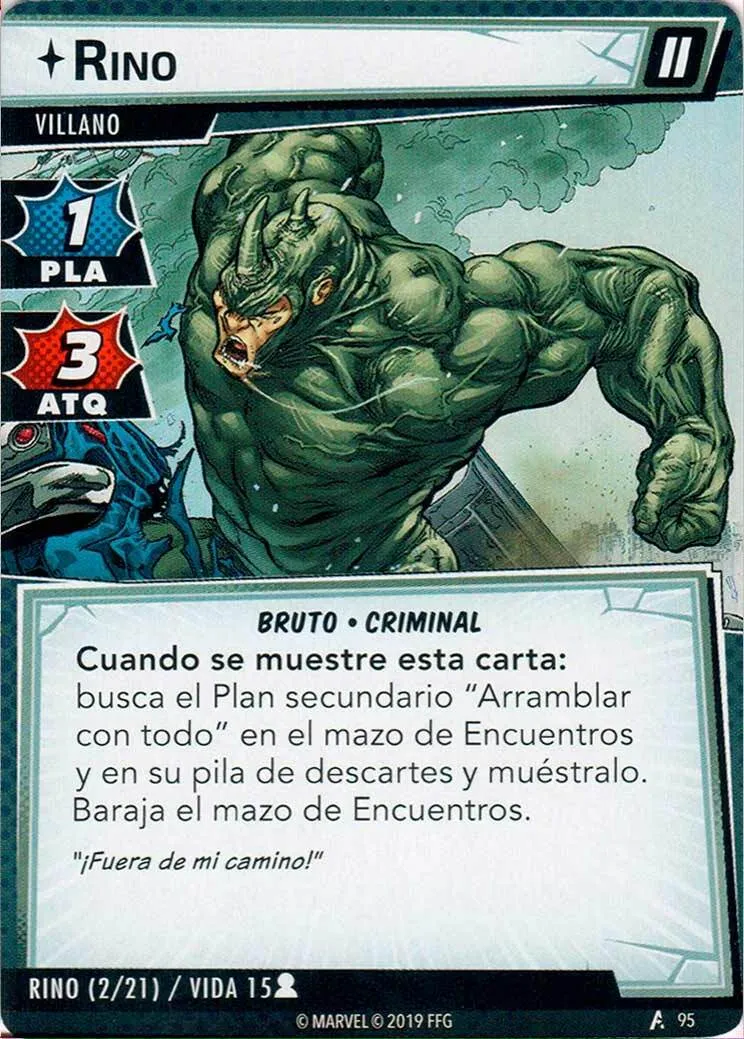 RINO
II
VILLANO
1
PLA
3
ATQ
BRUTO • CRIMINAL
Cuando se muestre esta carta:
busca el Plan secundario “Arramblar
con todo” en el mazo de Encuentros
y en su pila de descartes y muéstralo.
Baraja el mazo de Encuentros.
"¡Fuera de mi camino!"
RINO (2/21) / VIDA 15
© MARVEL © 2019 FFG
95